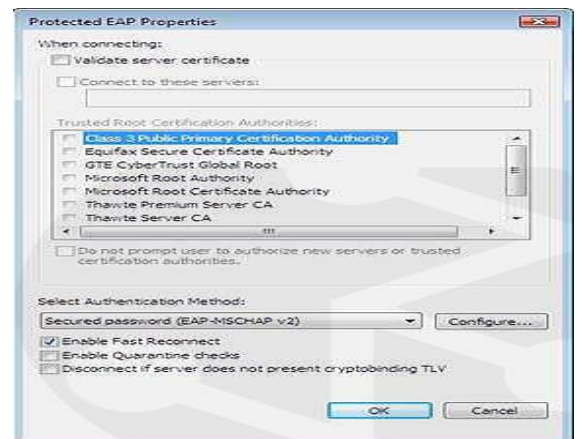 Protected EAP Properties
When connecting:
Validate server certificate
Connect to these servers:
Trusted Root Certification Authorities:
Class 3 Public Primary Certification Authority
Equifax Secure Certificate Authority
GTE CyberTrust Global Root
Microsoft Root Authority
Microsoft Root Certificate Authority
Thawte Premium Server CA
Thawte Server CA
Do not prompt user to authorize new servers or trusted
certification authorities.
Select Authentication Method:
Secured password (EAP-MSCHAP v2)
Configure...
Enable Fast Reconnect
Enable Quarantine checks
Disconnect if server does not present cryptobinding TLV
OK
Cancel